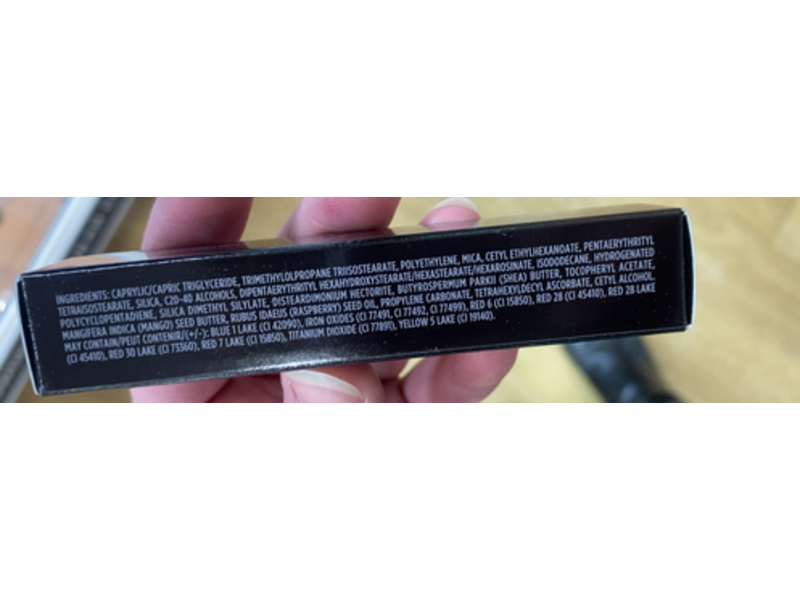 INGREDIENTS: CAPRYLIC/CAPRIC TRIGLYCERIDE, TRIMETHYLOLPROPANE TRIISOSTEARATE, POLYETHYLENE, MICA, CETYL ETHYLHEXANOATE, PENTAERYTHRITYL
TETRAISOSTEARATE, SILICA, C20-40 ALCOHOLS, DIPENTAERYTHRITYL HEXAHYDROXYSTEARATE/HEXASTEARATE/HEXAROSINATE, ISODODECANE, HYDROGENATED
POLYCYCLOPENTADIENE, SILICA DIMETHYL SILYLATE, DISTEARDIMONIUM HECTORITE, BUTYROSPERMUM PARKII (SHEA) BUTTER, TOCOPHERYL ACETATE,
MANGIFERA INDICA (MANGO) SEED BUTTER, RUBUS IDAEUS (RASPBERRY) SEED OIL, PROPYLENE CARBONATE, TETRAHEXYLDECYL ASCORBATE, CETYL ALCOHOL.
MAY CONTAIN/PEUT CONTENIR/(+/-): BLUE 1 LAKE (CI 42090), IRON OXIDES (CI 77491, CI 77492, CI 77499), RED 6 (CI 15850), RED 28 (CI 45410), RED 28 LAKE
(CI 45410), RED 30 LAKE (CI 73360), RED 7 LAKE (CI 15850), TITANIUM DIOXIDE (CI 77891), YELLOW 5 LAKE (CI 19140).